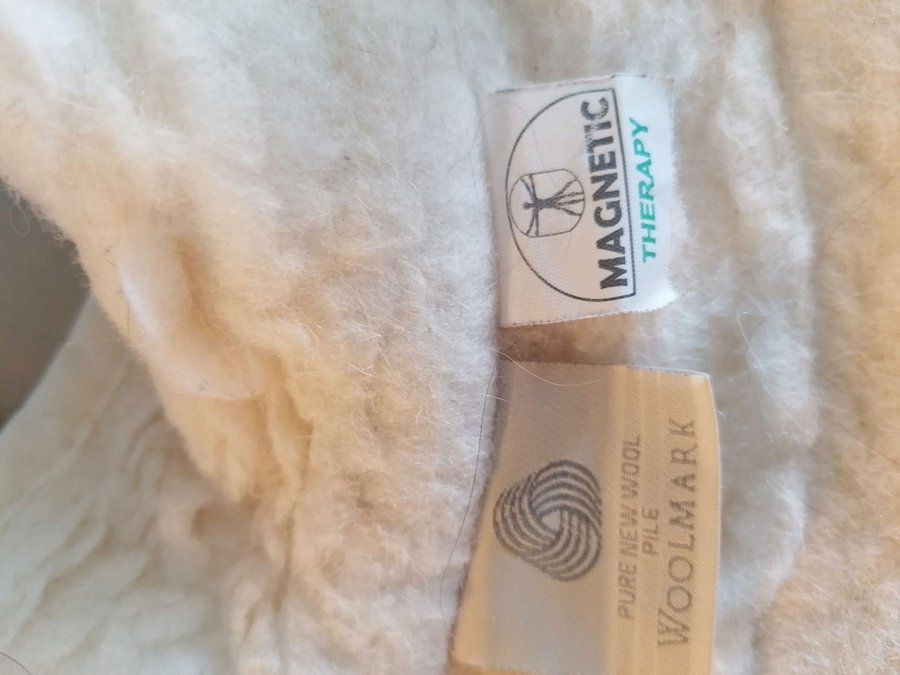 MAGNETIC
THERAPY
PURE NEW WOOL
PILE
WOOLMARK